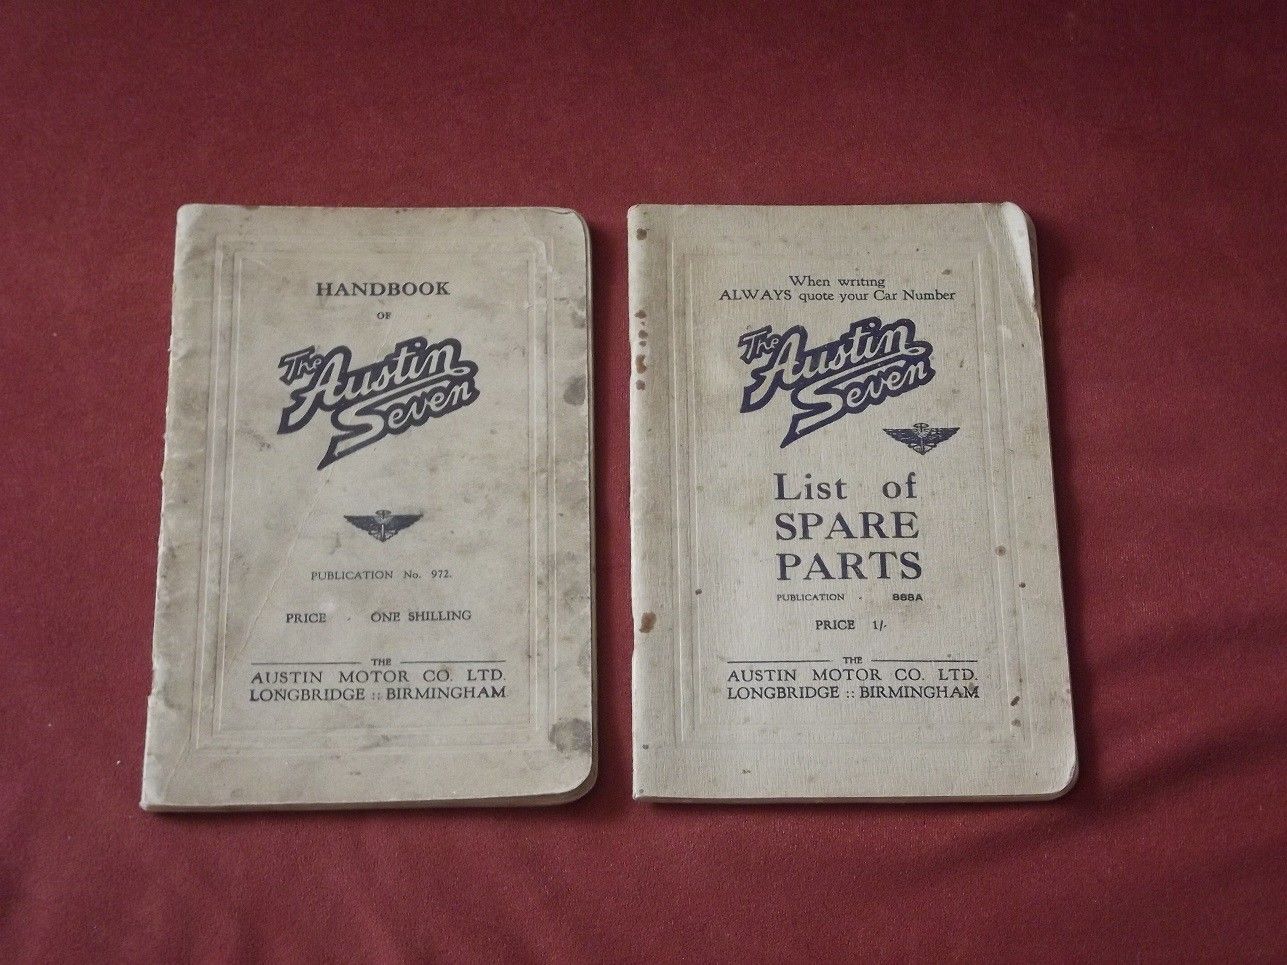 HANDBOOK
OF
The Austin
Seven
PUBLICATION No. 972.
PRICE . ONE SHILLING
THE
AUSTIN MOTOR CO. LTD.
LONGBRIDGE :: BIRMINGHAM
When writing
ALWAYS quote your Car Number
The Austin
Seven
List of
SPARE
PARTS
PUBLICATION . 888A
PRICE 1/-
THE
AUSTIN MOTOR CO. LTD.
LONGBRIDGE :: BIRMINGHAM